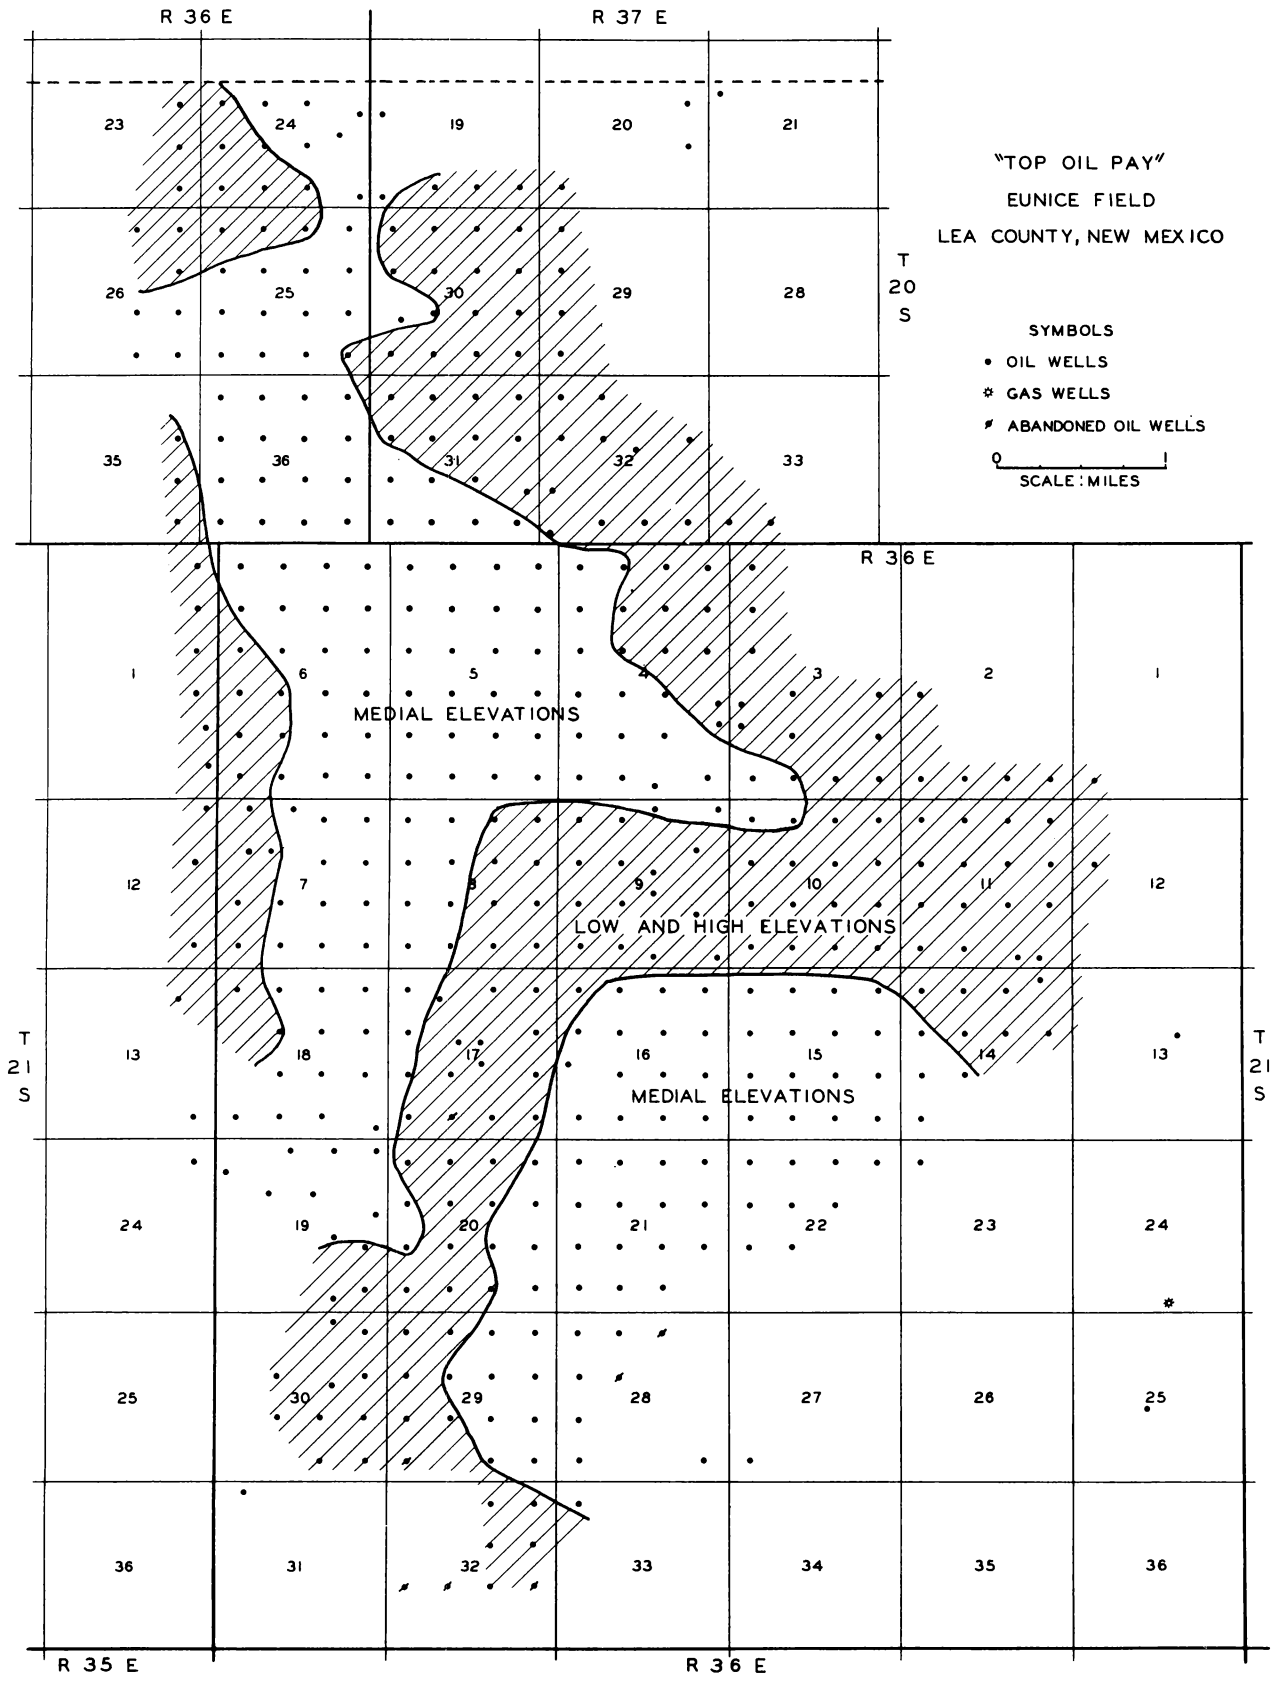 R 36 E R 37 E
23 24 19 20 21
"TOP OIL PAY"
EUNICE FIELD
LEA COUNTY, NEW MEXICO
T
20
S
26 25 30 29 28
SYMBOLS
OIL WELLS
GAS WELLS
ABANDONED OIL WELLS
0 1
SCALE: MILES
35 36 31 32 33
R 36 E
1 6 5 4 3 2 1
MEDIAL ELEVATIONS
12 7 8 9 10 11 12
LOW AND HIGH ELEVATIONS
T
21
S
13 18 17 16 15 14 13
T
21
S
MEDIAL ELEVATIONS
24 19 20 21 22 23 24
25 30 29 28 27 26 25
36 31 32 33 34 35 36
R 35 E R 36 E